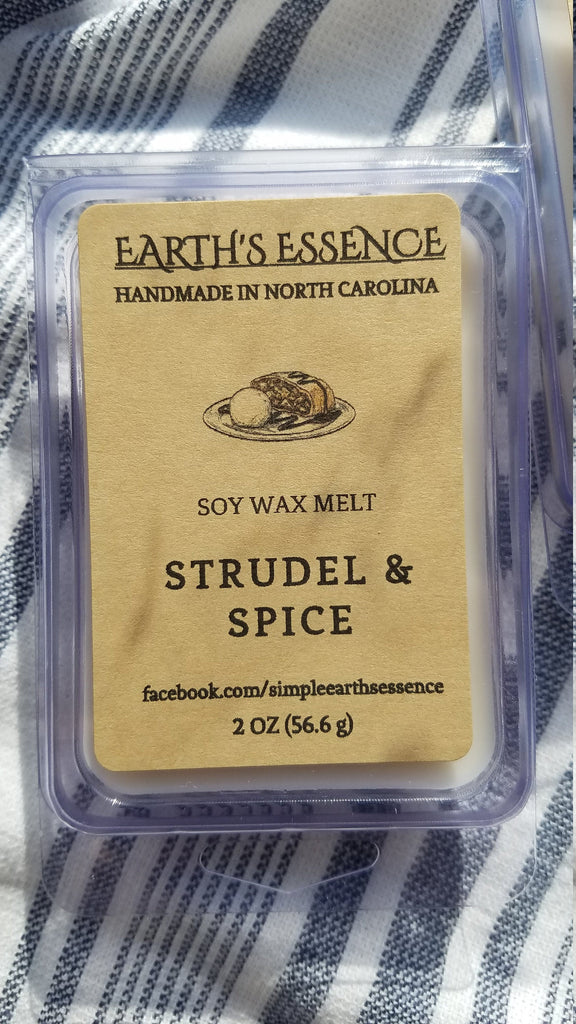 EARTH'S ESSENCE
HANDMADE IN NORTH CAROLINA
SOY WAX MELT
STRUDEL &
SPICE
facebook.com/simpleearthsessence
2 OZ (56.6 g)